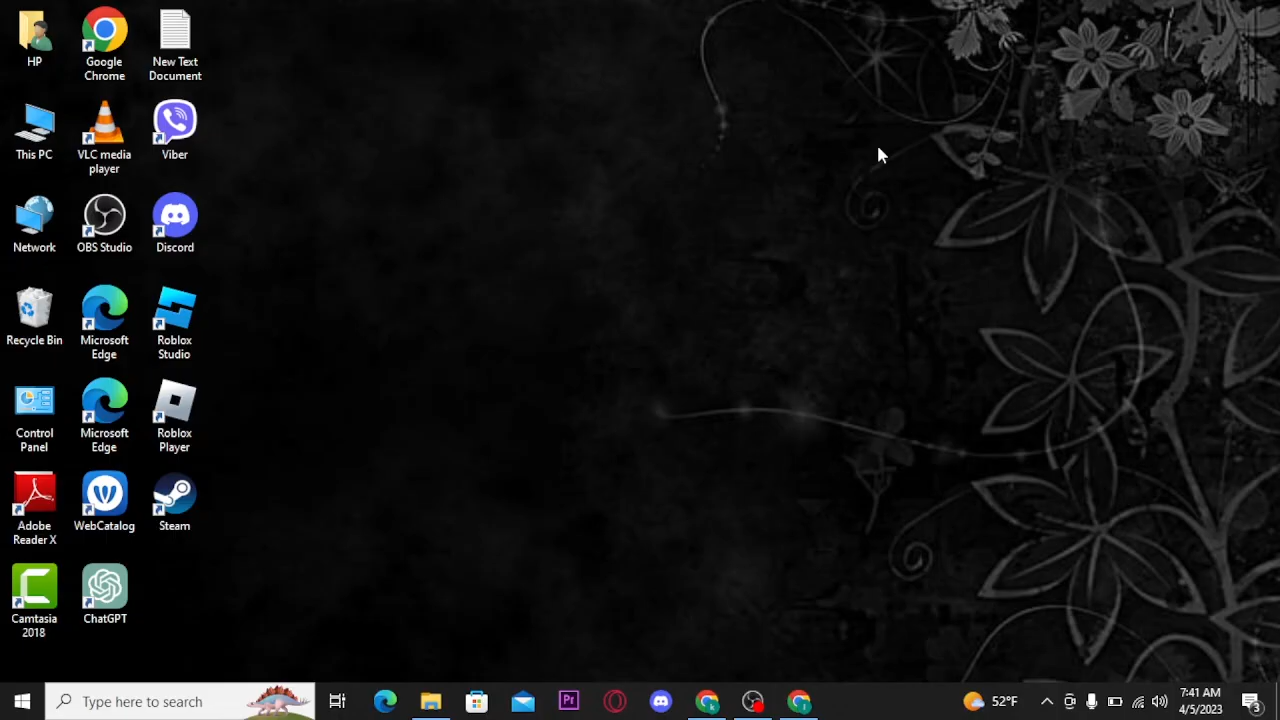 HP
Google
Chrome
New Text
Document
This PC
VLC media
player
Viber
Network
OBS Studio
Discord
Recycle Bin
Microsoft
Edge
Roblox
Studio
Control
Panel
Microsoft
Edge
Roblox
Player
Adobe
Reader X
WebCatalog
Steam
Camtasia
2018
ChatGPT
Type here to search
Pr
52°F
7:41 AM
4/5/2023
3